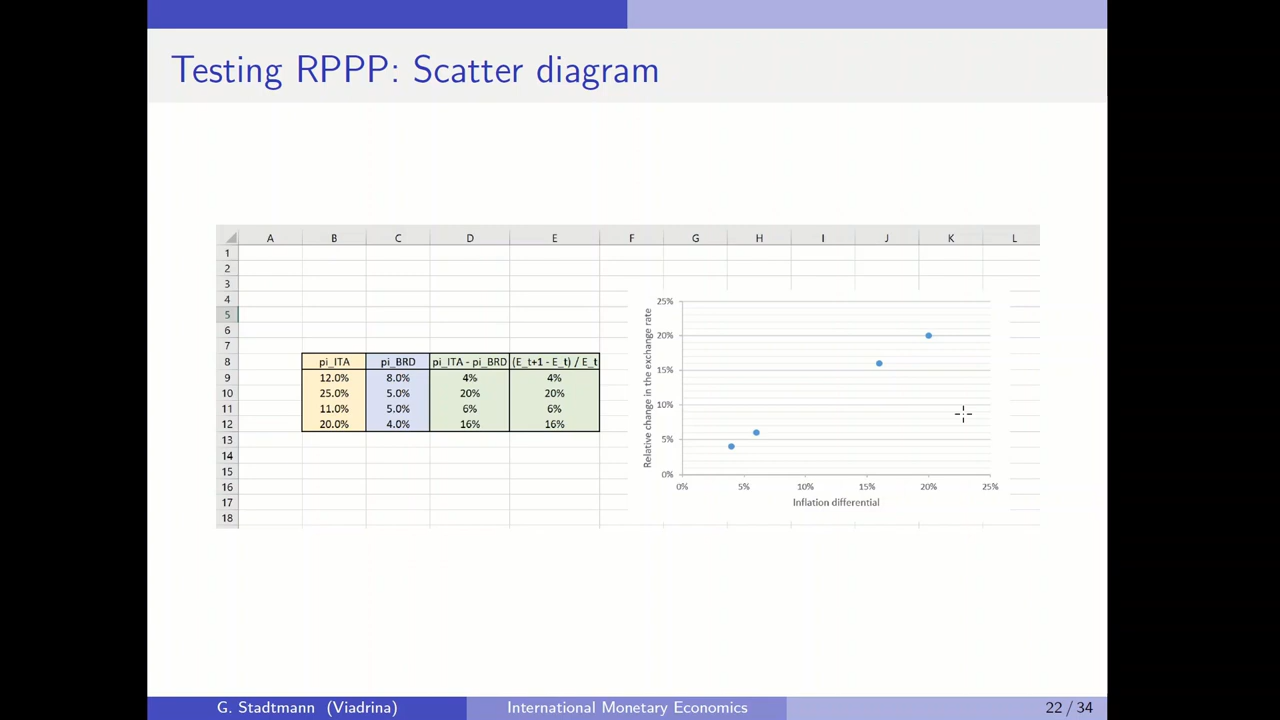 Testing RPPP: Scatter diagram
A B C D E F G H I J K L
1
2
3
4
5
6
7
8 pi_ITA pi_BRD pi_ITA - pi_BRD (E_t+1 - E_t) / E_t
9 12.0% 8.0% 4% 4%
10 25.0% 5.0% 20% 20%
11 11.0% 5.0% 6% 6%
12 20.0% 4.0% 16% 16%
13
14
15
16
17
18
Relative change in the exchange rate
25%
20%
15%
10%
5%
0%
0% 5% 10% 15% 20% 25%
Inflation differential
G. Stadtmann (Viadrina) International Monetary Economics 22 / 34